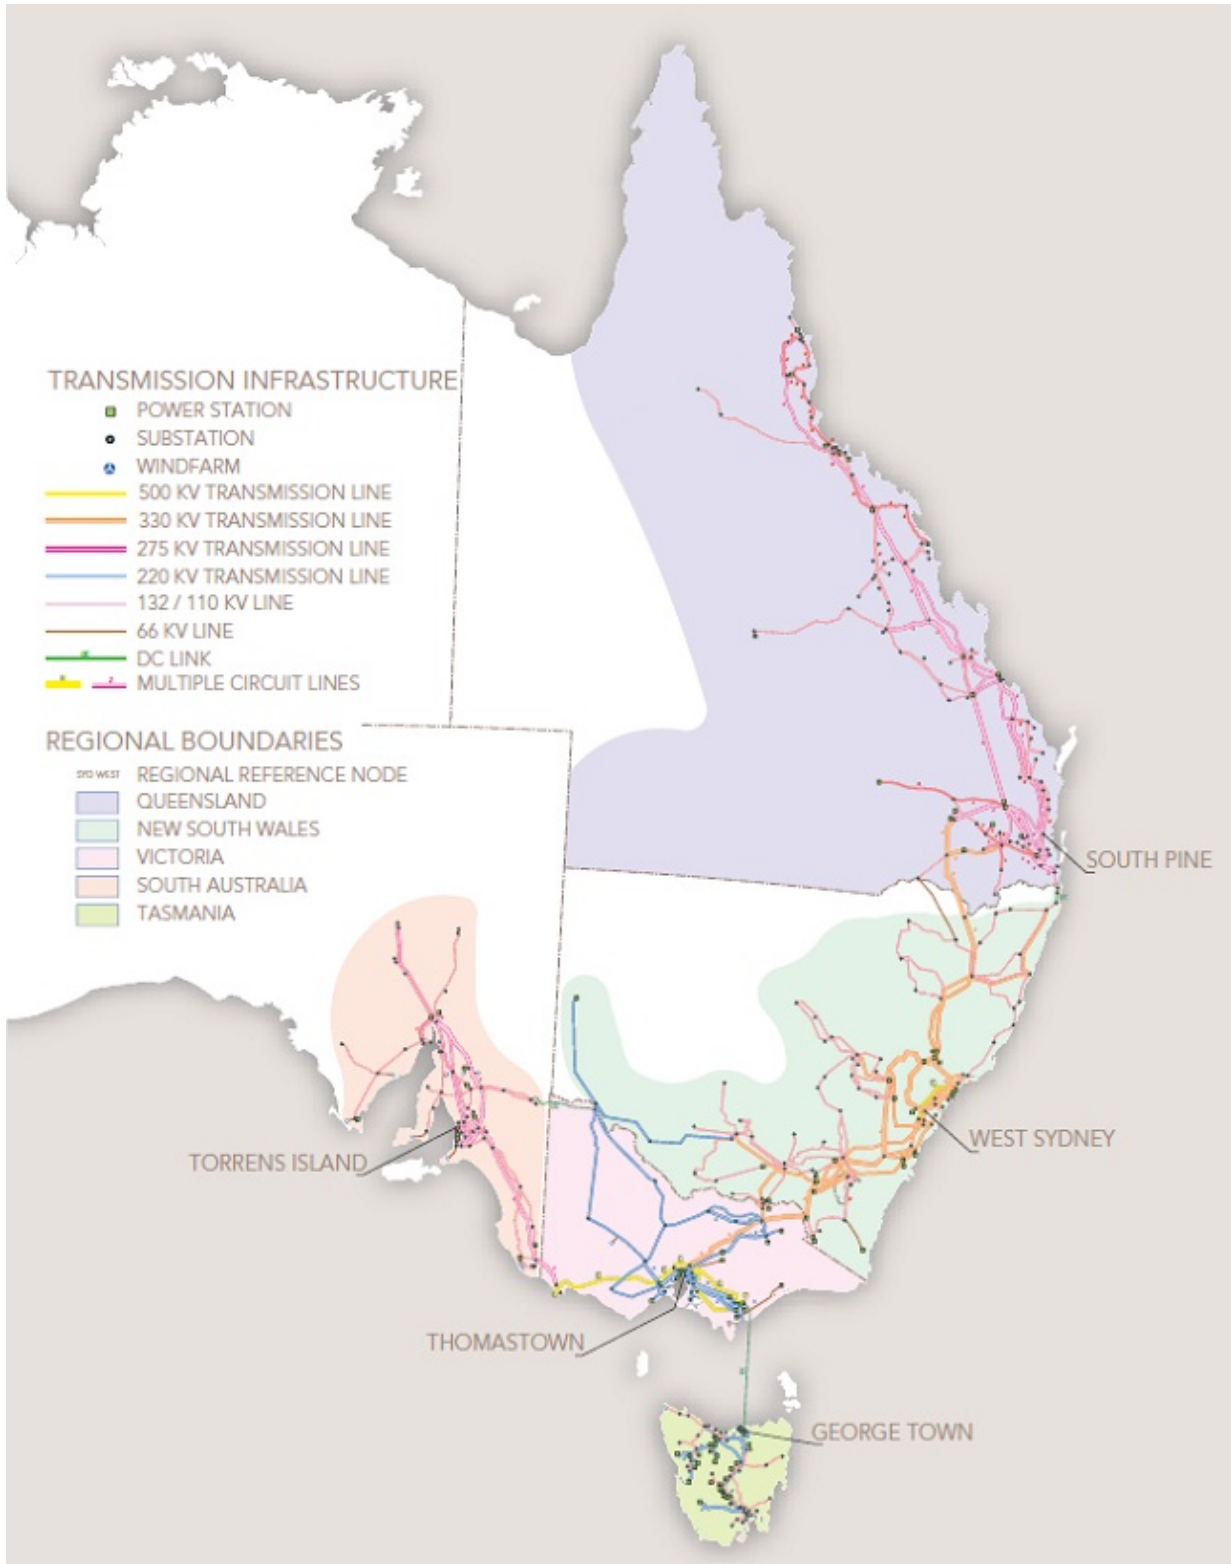 TRANSMISSION INFRASTRUCTURE
POWER STATION
SUBSTATION
WINDFARM
500 KV TRANSMISSION LINE
330 KV TRANSMISSION LINE
275 KV TRANSMISSION LINE
220 KV TRANSMISSION LINE
132 / 110 KV LINE
66 KV LINE
DC LINK
MULTIPLE CIRCUIT LINES
REGIONAL BOUNDARIES
SYD WEST REGIONAL REFERENCE NODE
QUEENSLAND
NEW SOUTH WALES
VICTORIA
SOUTH AUSTRALIA
TASMANIA
SOUTH PINE
WEST SYDNEY
TORRENS ISLAND
THOMASTOWN
GEORGE TOWN